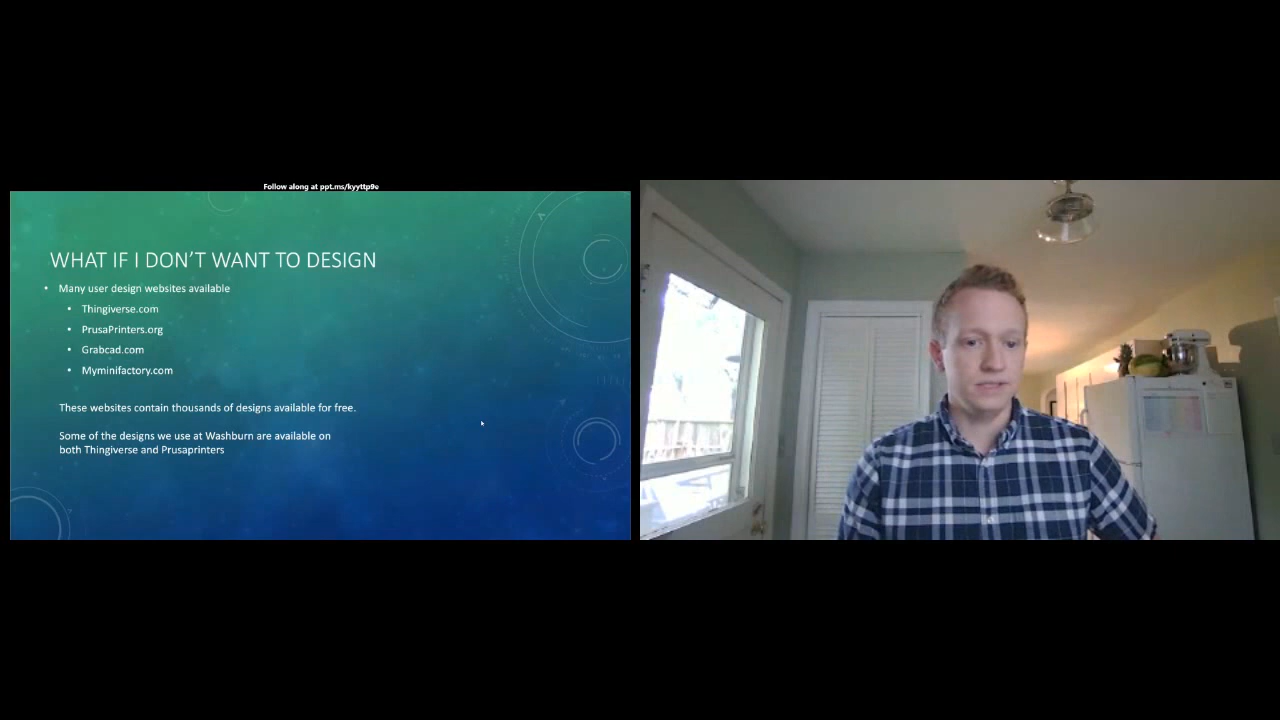 Follow along at ppt.ms/kyyttp9e
WHAT IF I DON'T WANT TO DESIGN
• Many user design websites available
• Thingiverse.com
• PrusaPrinters.org
• Grabcad.com
• Myminifactory.com
These websites contain thousands of designs available for free.
Some of the designs we use at Washburn are available on
both Thingiverse and Prusaprinters